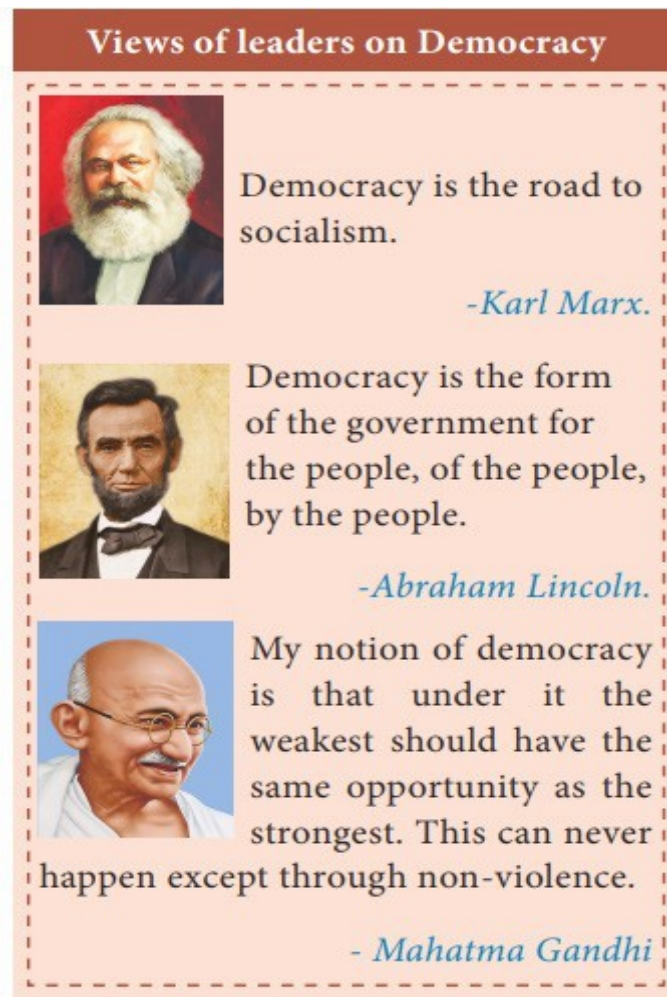 Views of leaders on Democracy
Democracy is the road to
socialism.
-Karl Marx.
Democracy is the form
of the government for
the people, of the people,
by the people.
-Abraham Lincoln.
My notion of democracy
is that under it the
weakest should have the
same opportunity as the
strongest. This can never
happen except through non-violence.
- Mahatma Gandhi